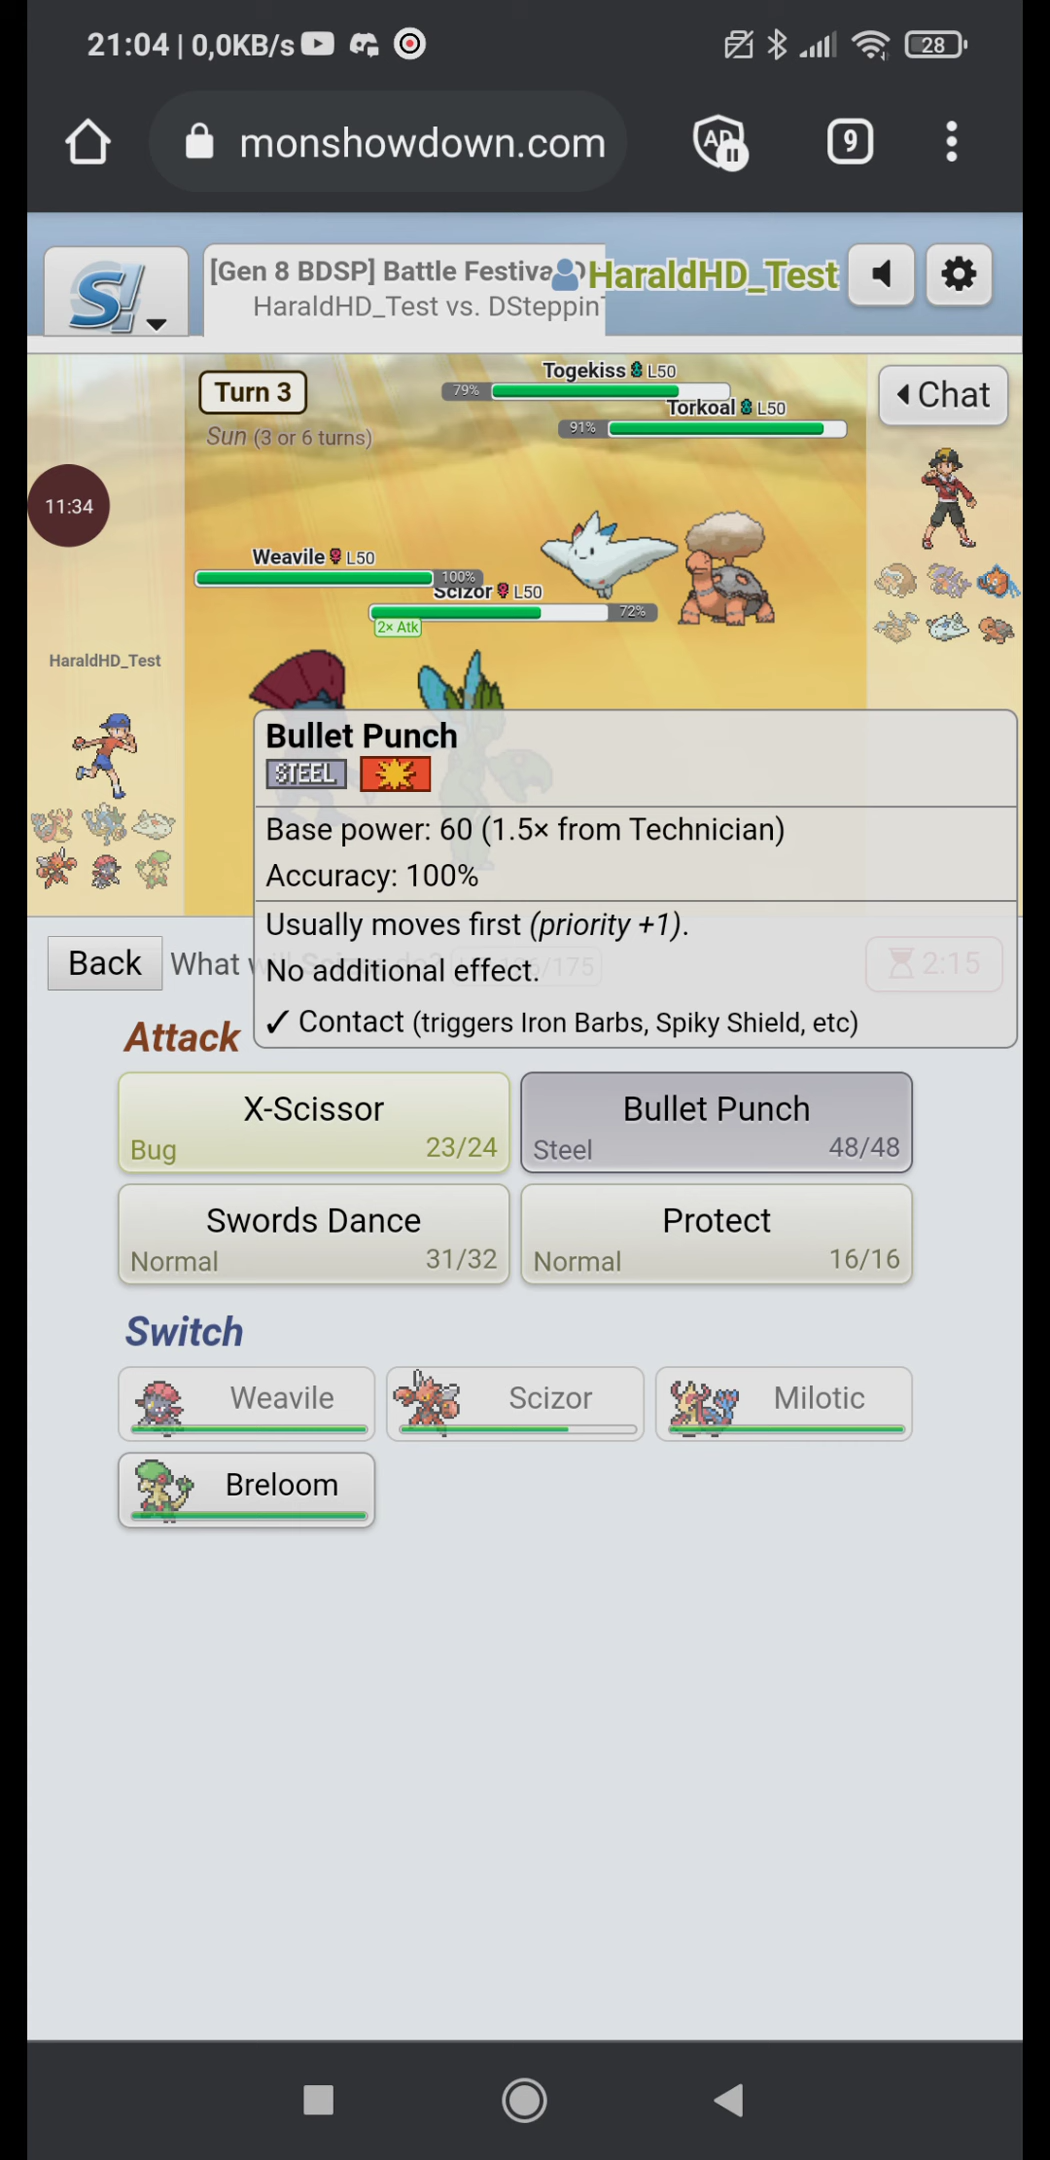 21:04 | 0,0KB/s
28
monshowdown.com
AD
9
S!
[Gen 8 BDSP] Battle Festiva
HaraldHD_Test vs. DSteppin
HaraldHD_Test
Turn 3
Sun (3 or 6 turns)
Togekiss L50
79%
Torkoal L50
91%
Chat
11:34
Weavile L50
100%
Scizor L50
72%
2× Atk
HaraldHD_Test
Bullet Punch
STEEL
Base power: 60 (1.5× from Technician)
Accuracy: 100%
Usually moves first (priority +1).
No additional effect.
✓ Contact (triggers Iron Barbs, Spiky Shield, etc)
Back
What will Scizor do?
/175
2:15
Attack
X-Scissor
Bug 23/24
Bullet Punch
Steel 48/48
Swords Dance
Normal 31/32
Protect
Normal 16/16
Switch
Weavile
Scizor
Milotic
Breloom